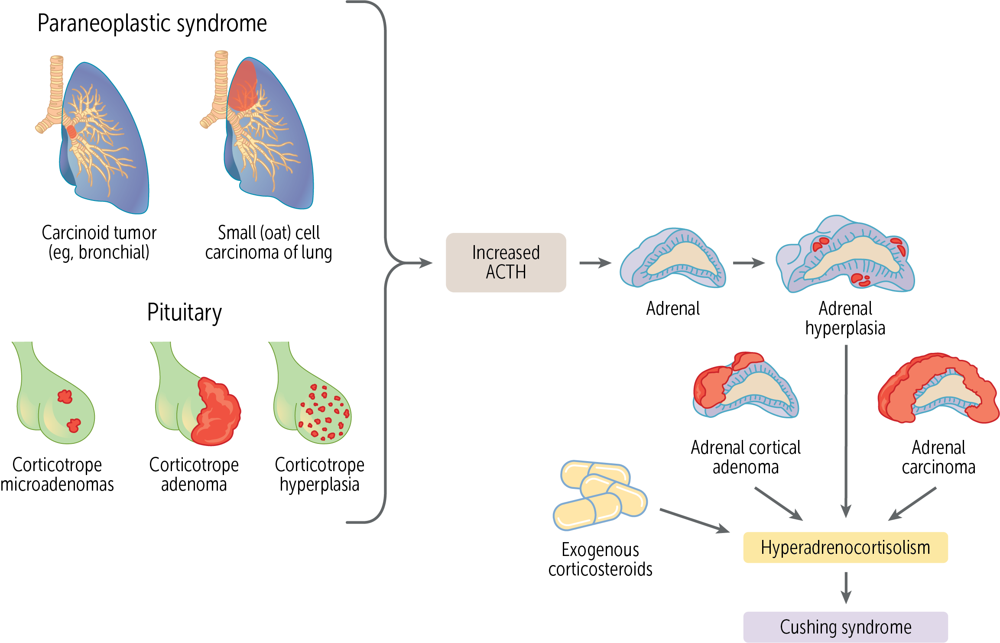 Paraneoplastic syndrome
Carcinoid tumor
(eg, bronchial)
Small (oat) cell
carcinoma of lung
Pituitary
Corticotrope
microadenomas
Corticotrope
adenoma
Corticotrope
hyperplasia
Increased
ACTH
Adrenal
Adrenal
hyperplasia
Adrenal cortical
adenoma
Adrenal
carcinoma
Exogenous
corticosteroids
Hyperadrenocortisolism
Cushing syndrome